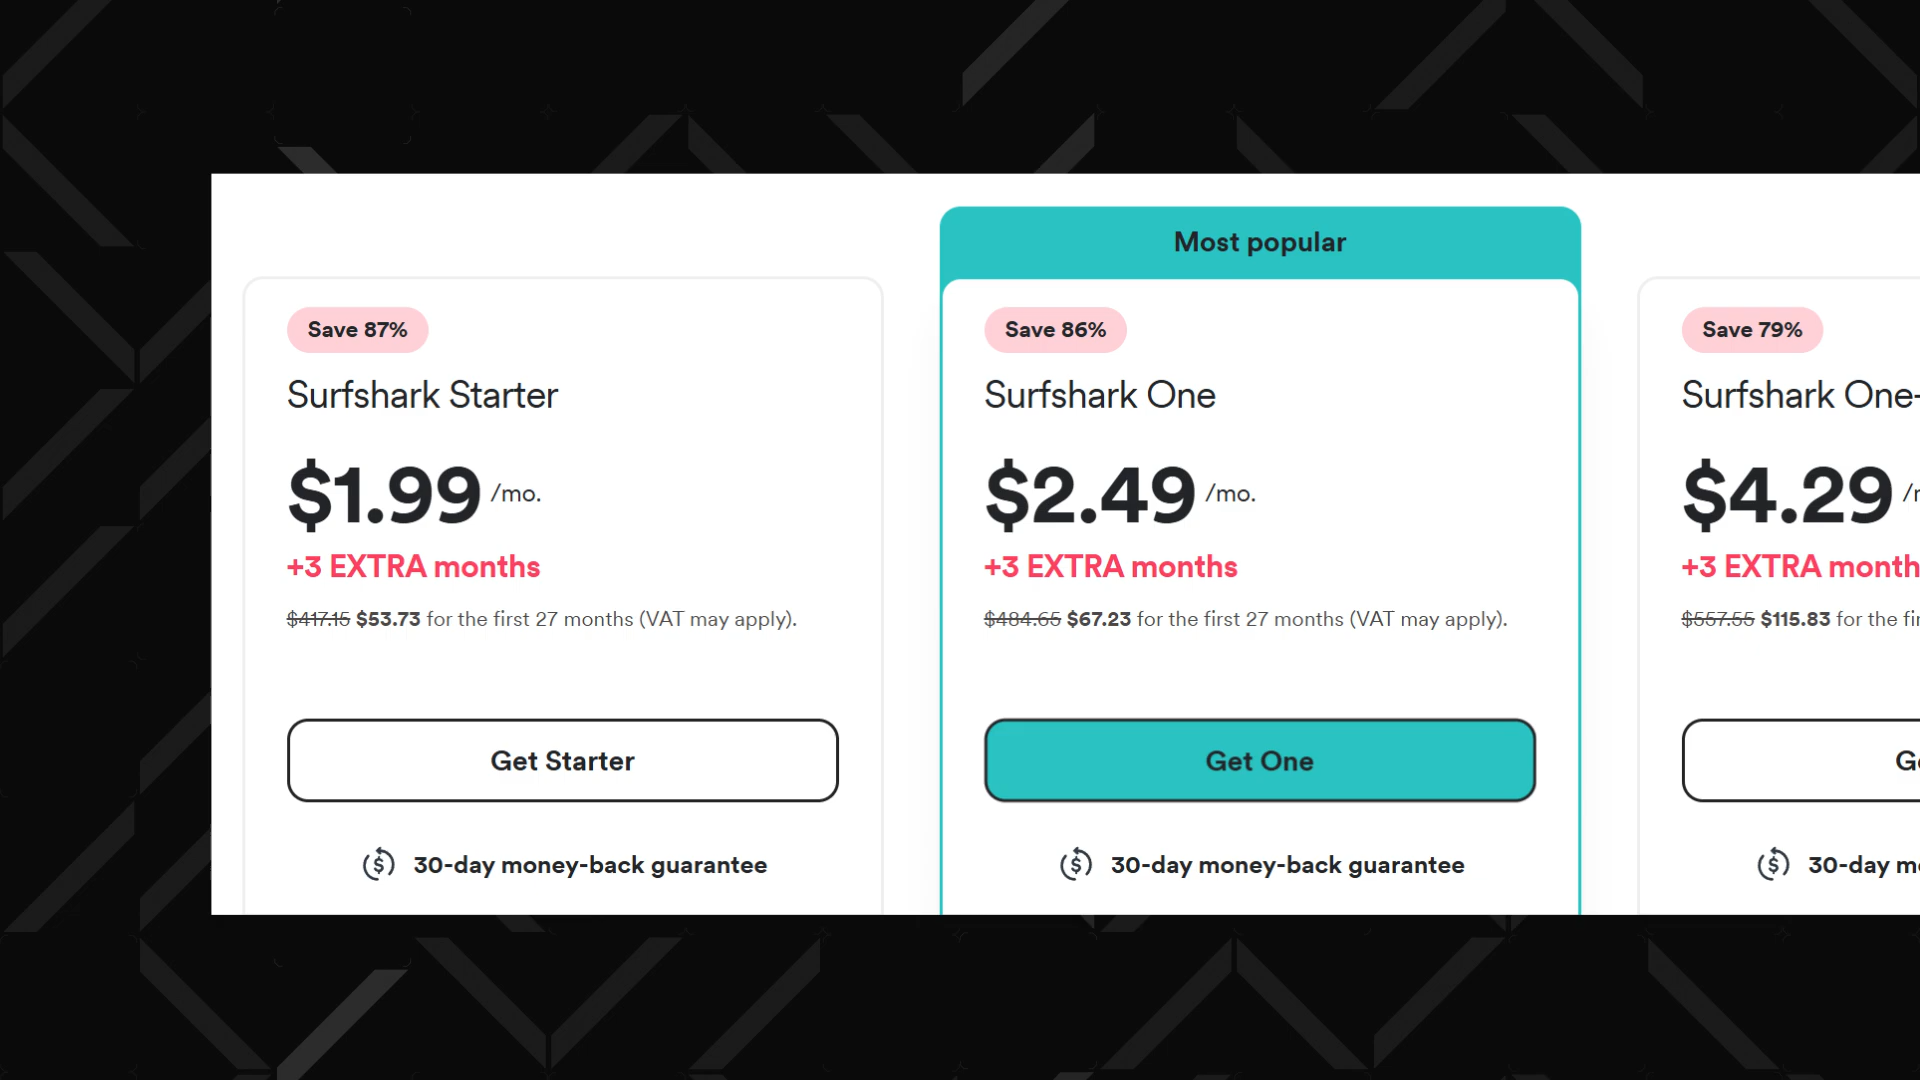 Save 87%
Surfshark Starter
$1.99 /mo.
+3 EXTRA months
$417.15 $53.73 for the first 27 months (VAT may apply).
Get Starter
30-day money-back guarantee
Most popular
Save 86%
Surfshark One
$2.49 /mo.
+3 EXTRA months
$484.65 $67.23 for the first 27 months (VAT may apply).
Get One
30-day money-back guarantee
Save 79%
Surfshark One
$4.29
+3 EXTRA month
$557.55 $115.83 for the
30-day